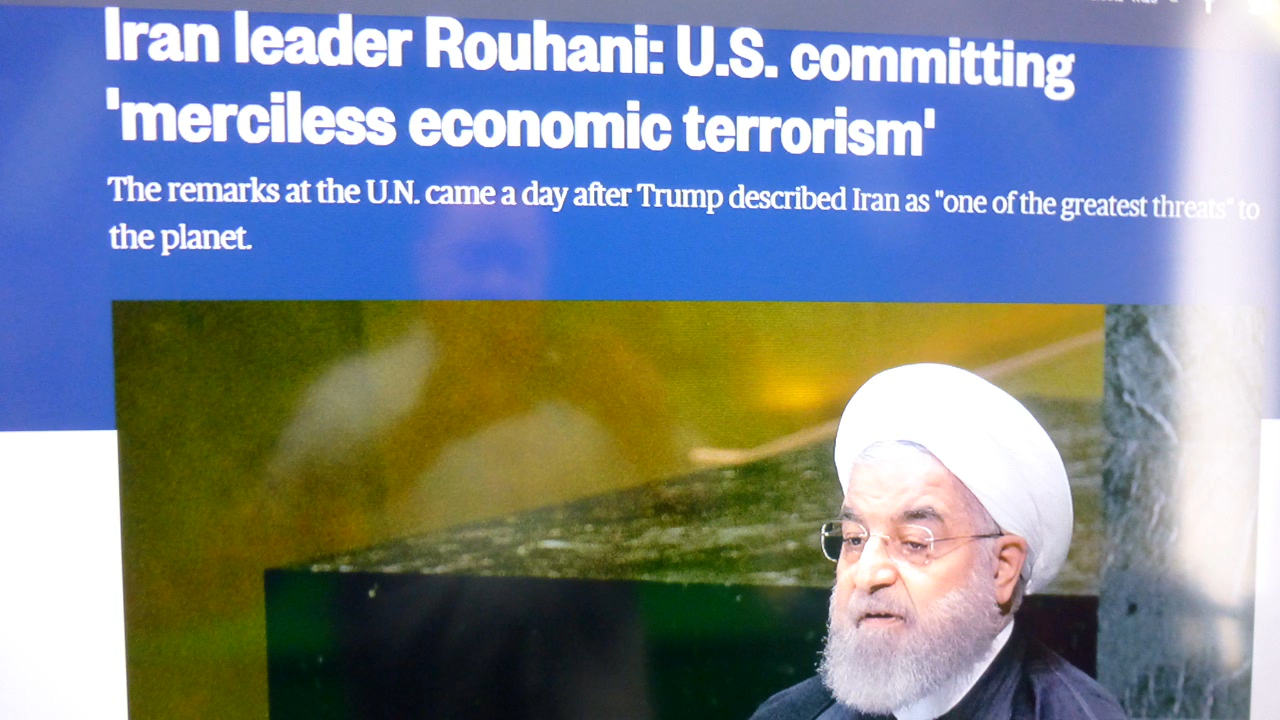 Iran leader Rouhani: U.S. committing
'merciless economic terrorism'
The remarks at the U.N. came a day after Trump described Iran as "one of the greatest threats" to
the planet.